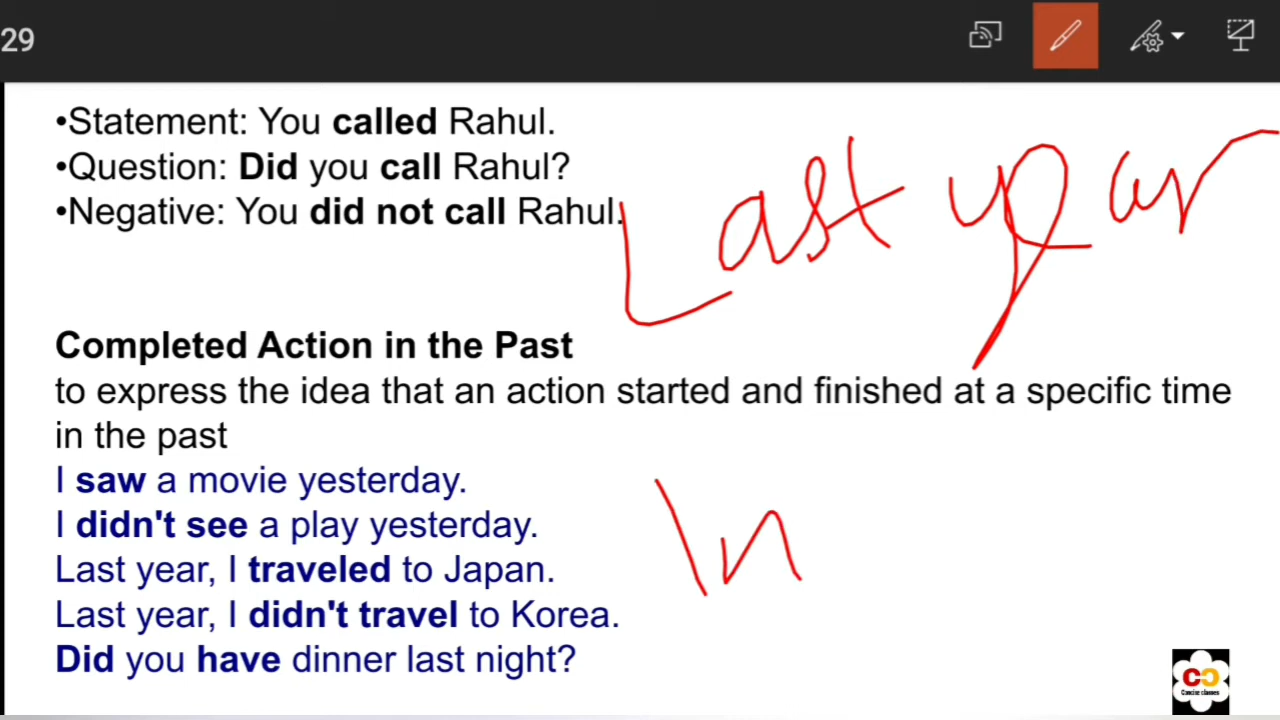 29
•Statement: You called Rahul.
•Question: Did you call Rahul?
•Negative: You did not call Rahul.
Last year
Completed Action in the Past
to express the idea that an action started and finished at a specific time
in the past
I saw a movie yesterday.
I didn't see a play yesterday.
In
Last year, I traveled to Japan.
Last year, I didn't travel to Korea.
Did you have dinner last night?
CC
Concise classes